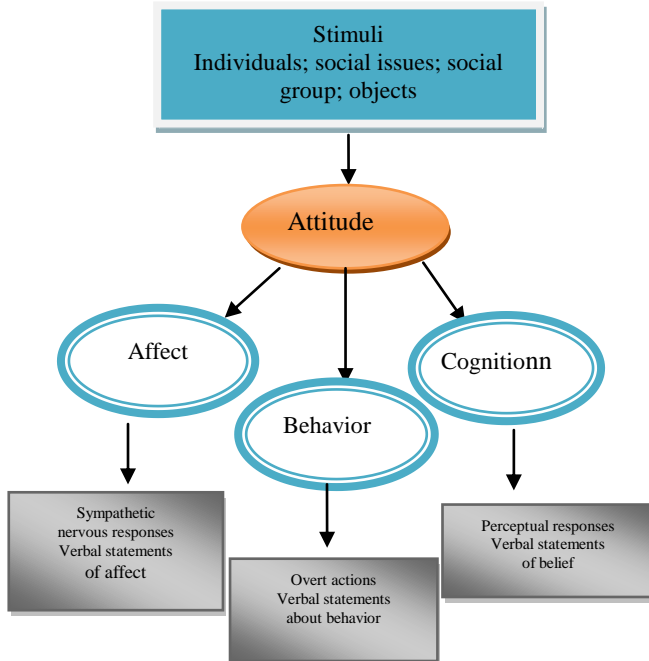 Stimuli
Individuals; social issues; social
group; objects
Attitude
Affect
Behavior
Cognitionn
Sympathetic
nervous responses
Verbal statements
of affect
Overt actions
Verbal statements
about behavior
Perceptual responses
Verbal statements
of belief